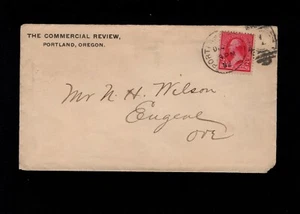 THE COMMERCIAL REVIEW,
PORTLAND, OREGON.
Mr N. H. Wilson
Eugene
Ore